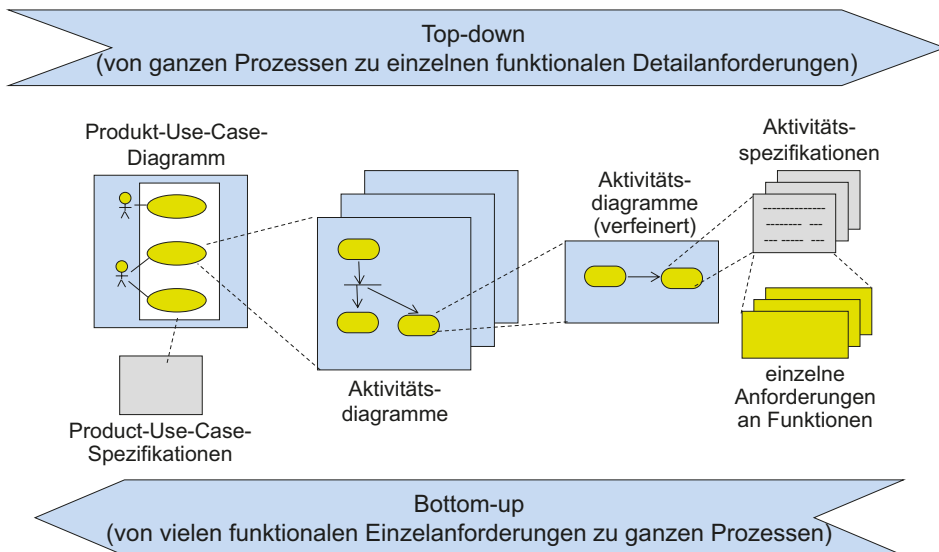 Top-down
(von ganzen Prozessen zu einzelnen funktionalen Detailanforderungen)
Produkt-Use-Case-
Diagramm
Aktivitäts-
diagramme
(verfeinert)
Aktivitäts-
spezifikationen
Aktivitäts-
diagramme
einzelne
Anforderungen
an Funktionen
Product-Use-Case-
Spezifikationen
Bottom-up
(von vielen funktionalen Einzelanforderungen zu ganzen Prozessen)